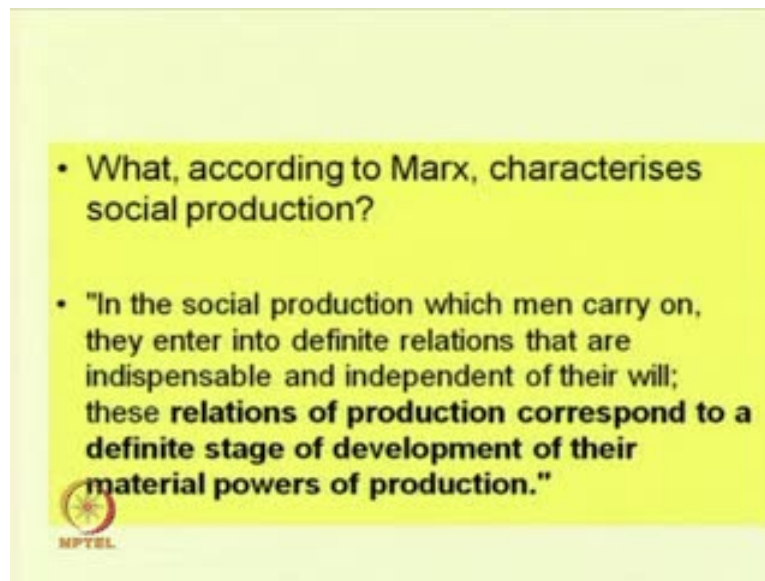 • What, according to Marx, characterises
social production?
• "In the social production which men carry on,
they enter into definite relations that are
indispensable and independent of their will;
these relations of production correspond to a
definite stage of development of their
material powers of production."
NPTEL